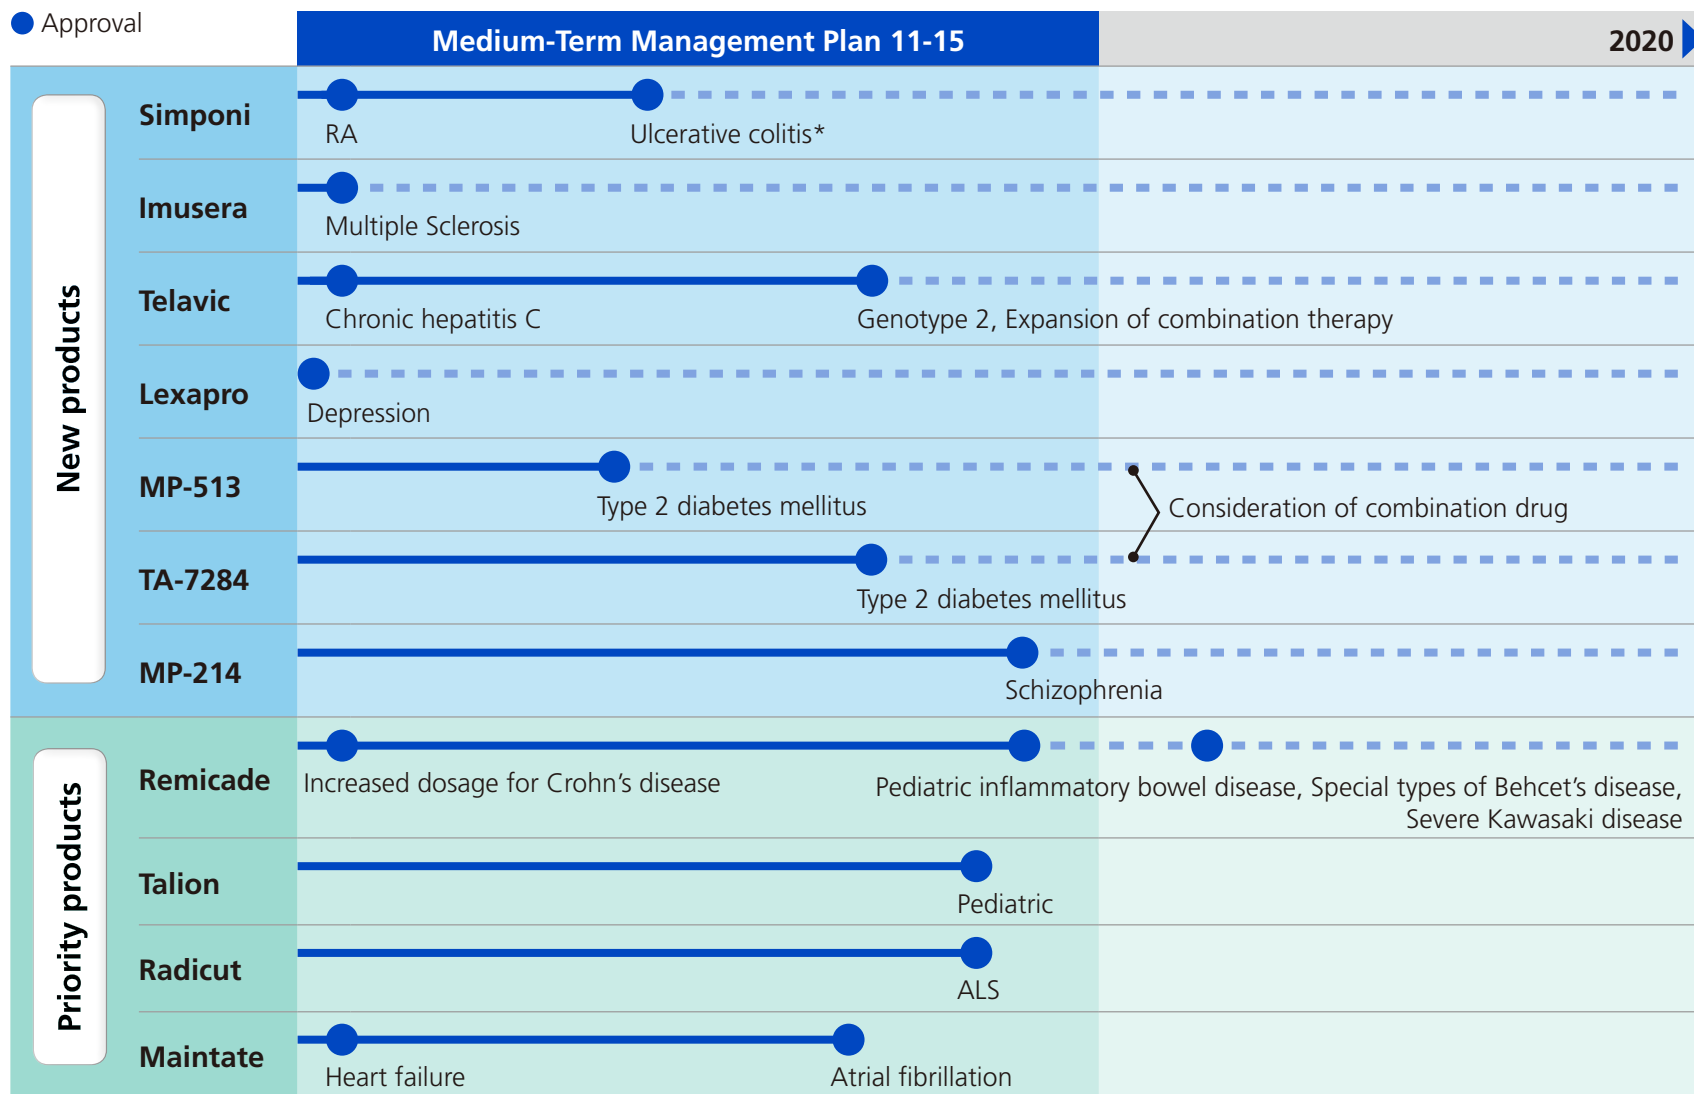 Approval
Medium-Term Management Plan 11-15
2020
New products
Simponi
RA
Ulcerative colitis*
Imusera
Multiple Sclerosis
Telavic
Chronic hepatitis C
Genotype 2, Expansion of combination therapy
Lexapro
Depression
MP-513
Type 2 diabetes mellitus
Consideration of combination drug
TA-7284
Type 2 diabetes mellitus
MP-214
Schizophrenia
Priority products
Remicade
Increased dosage for Crohn’s disease
Pediatric inflammatory bowel disease, Special types of Behcet’s disease,
Severe Kawasaki disease
Talion
Pediatric
Radicut
ALS
Maintate
Heart failure
Atrial fibrillation